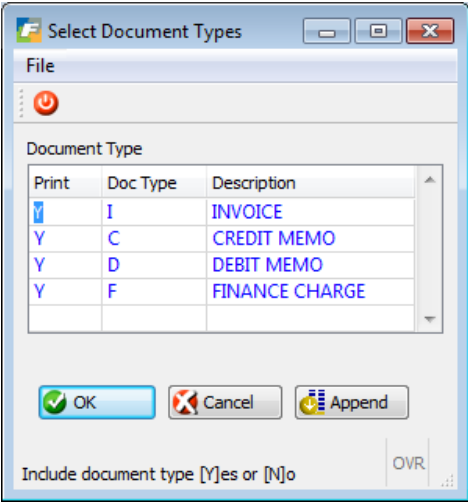 Select Document Types
File
Document Type
Print Doc Type Description
Y I INVOICE
Y C CREDIT MEMO
Y D DEBIT MEMO
Y F FINANCE CHARGE
OK Cancel Append
Include document type [Y]es or [N]o OVR